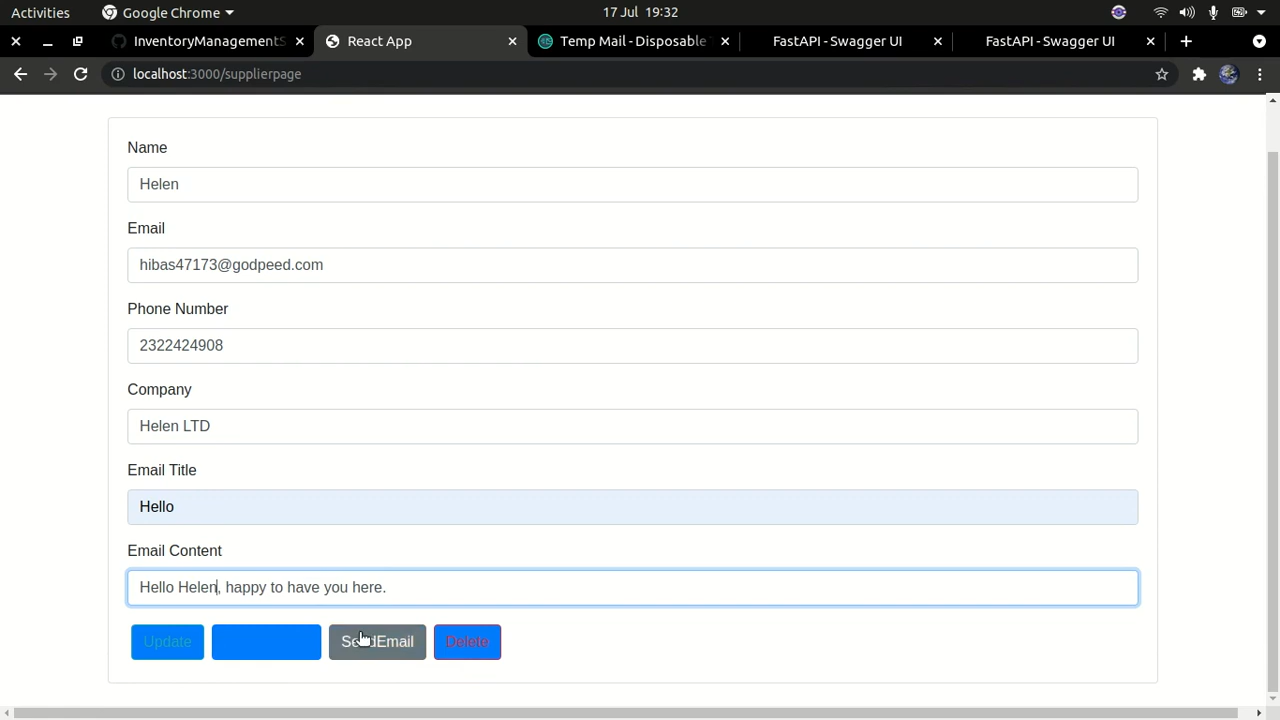 Activities Google Chrome 17 Jul 19:32
InventoryManagementS React App Temp Mail - Disposable FastAPI - Swagger UI FastAPI - Swagger UI
localhost:3000/supplierpage
Name
Helen
Email
hibas47173@godpeed.com
Phone Number
2322424908
Company
Helen LTD
Email Title
Hello
Email Content
Hello Helen, happy to have you here.
Update SendEmail Delete